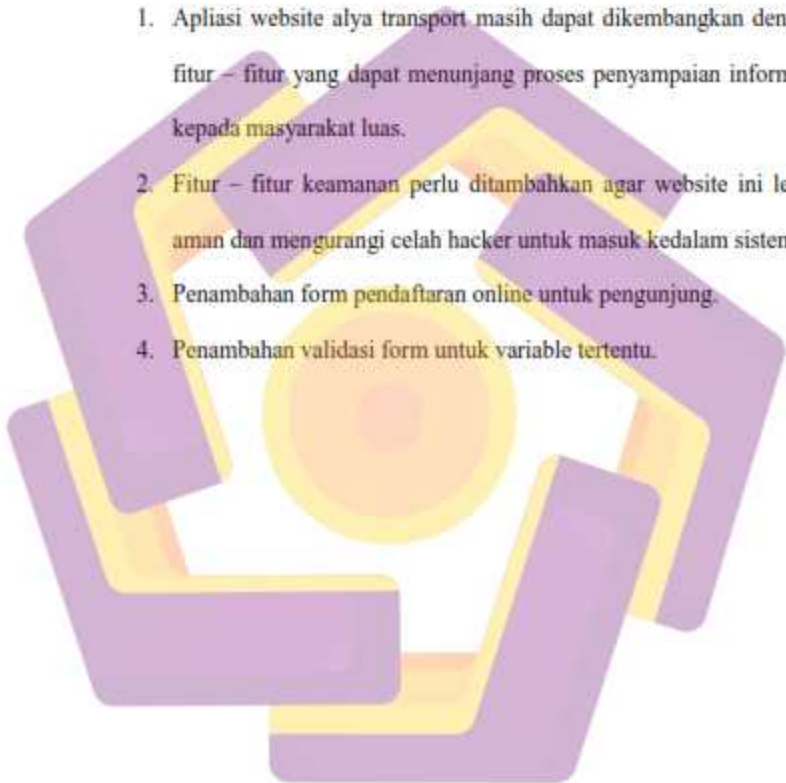 1. Apliasi website alya transport masih dapat dikembangkan den
fitur – fitur yang dapat menunjang proses penyampaian inform
kepada masyarakat luas.
2. Fitur – fitur keamanan perlu ditambahkan agar website ini le
aman dan mengurangi celah hacker untuk masuk kedalam sistem
3. Penambahan form pendaftaran online untuk pengunjung.
4. Penambahan validasi form untuk variable tertentu.